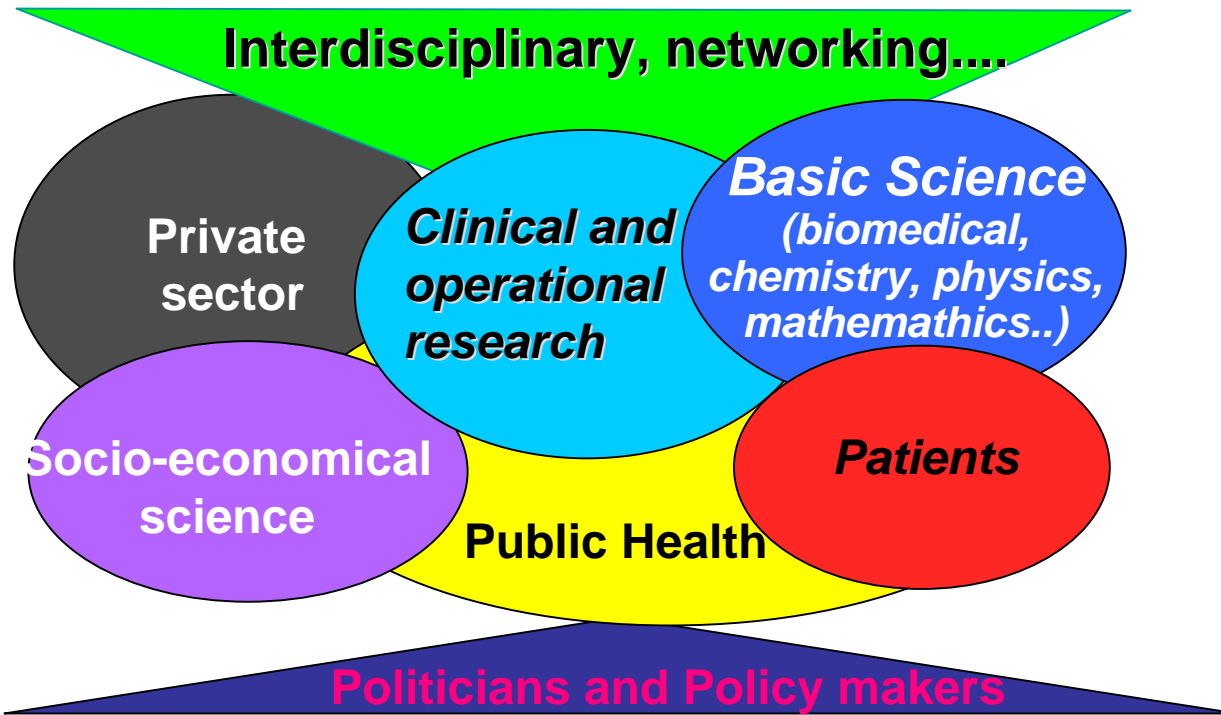 Interdisciplinary, networking....
Private
sector
Clinical and
operational
research
Basic Science
(biomedical,
chemistry, physics,
mathemathics..)
Socio-economical
science
Patients
Public Health
Politicians and Policy makers